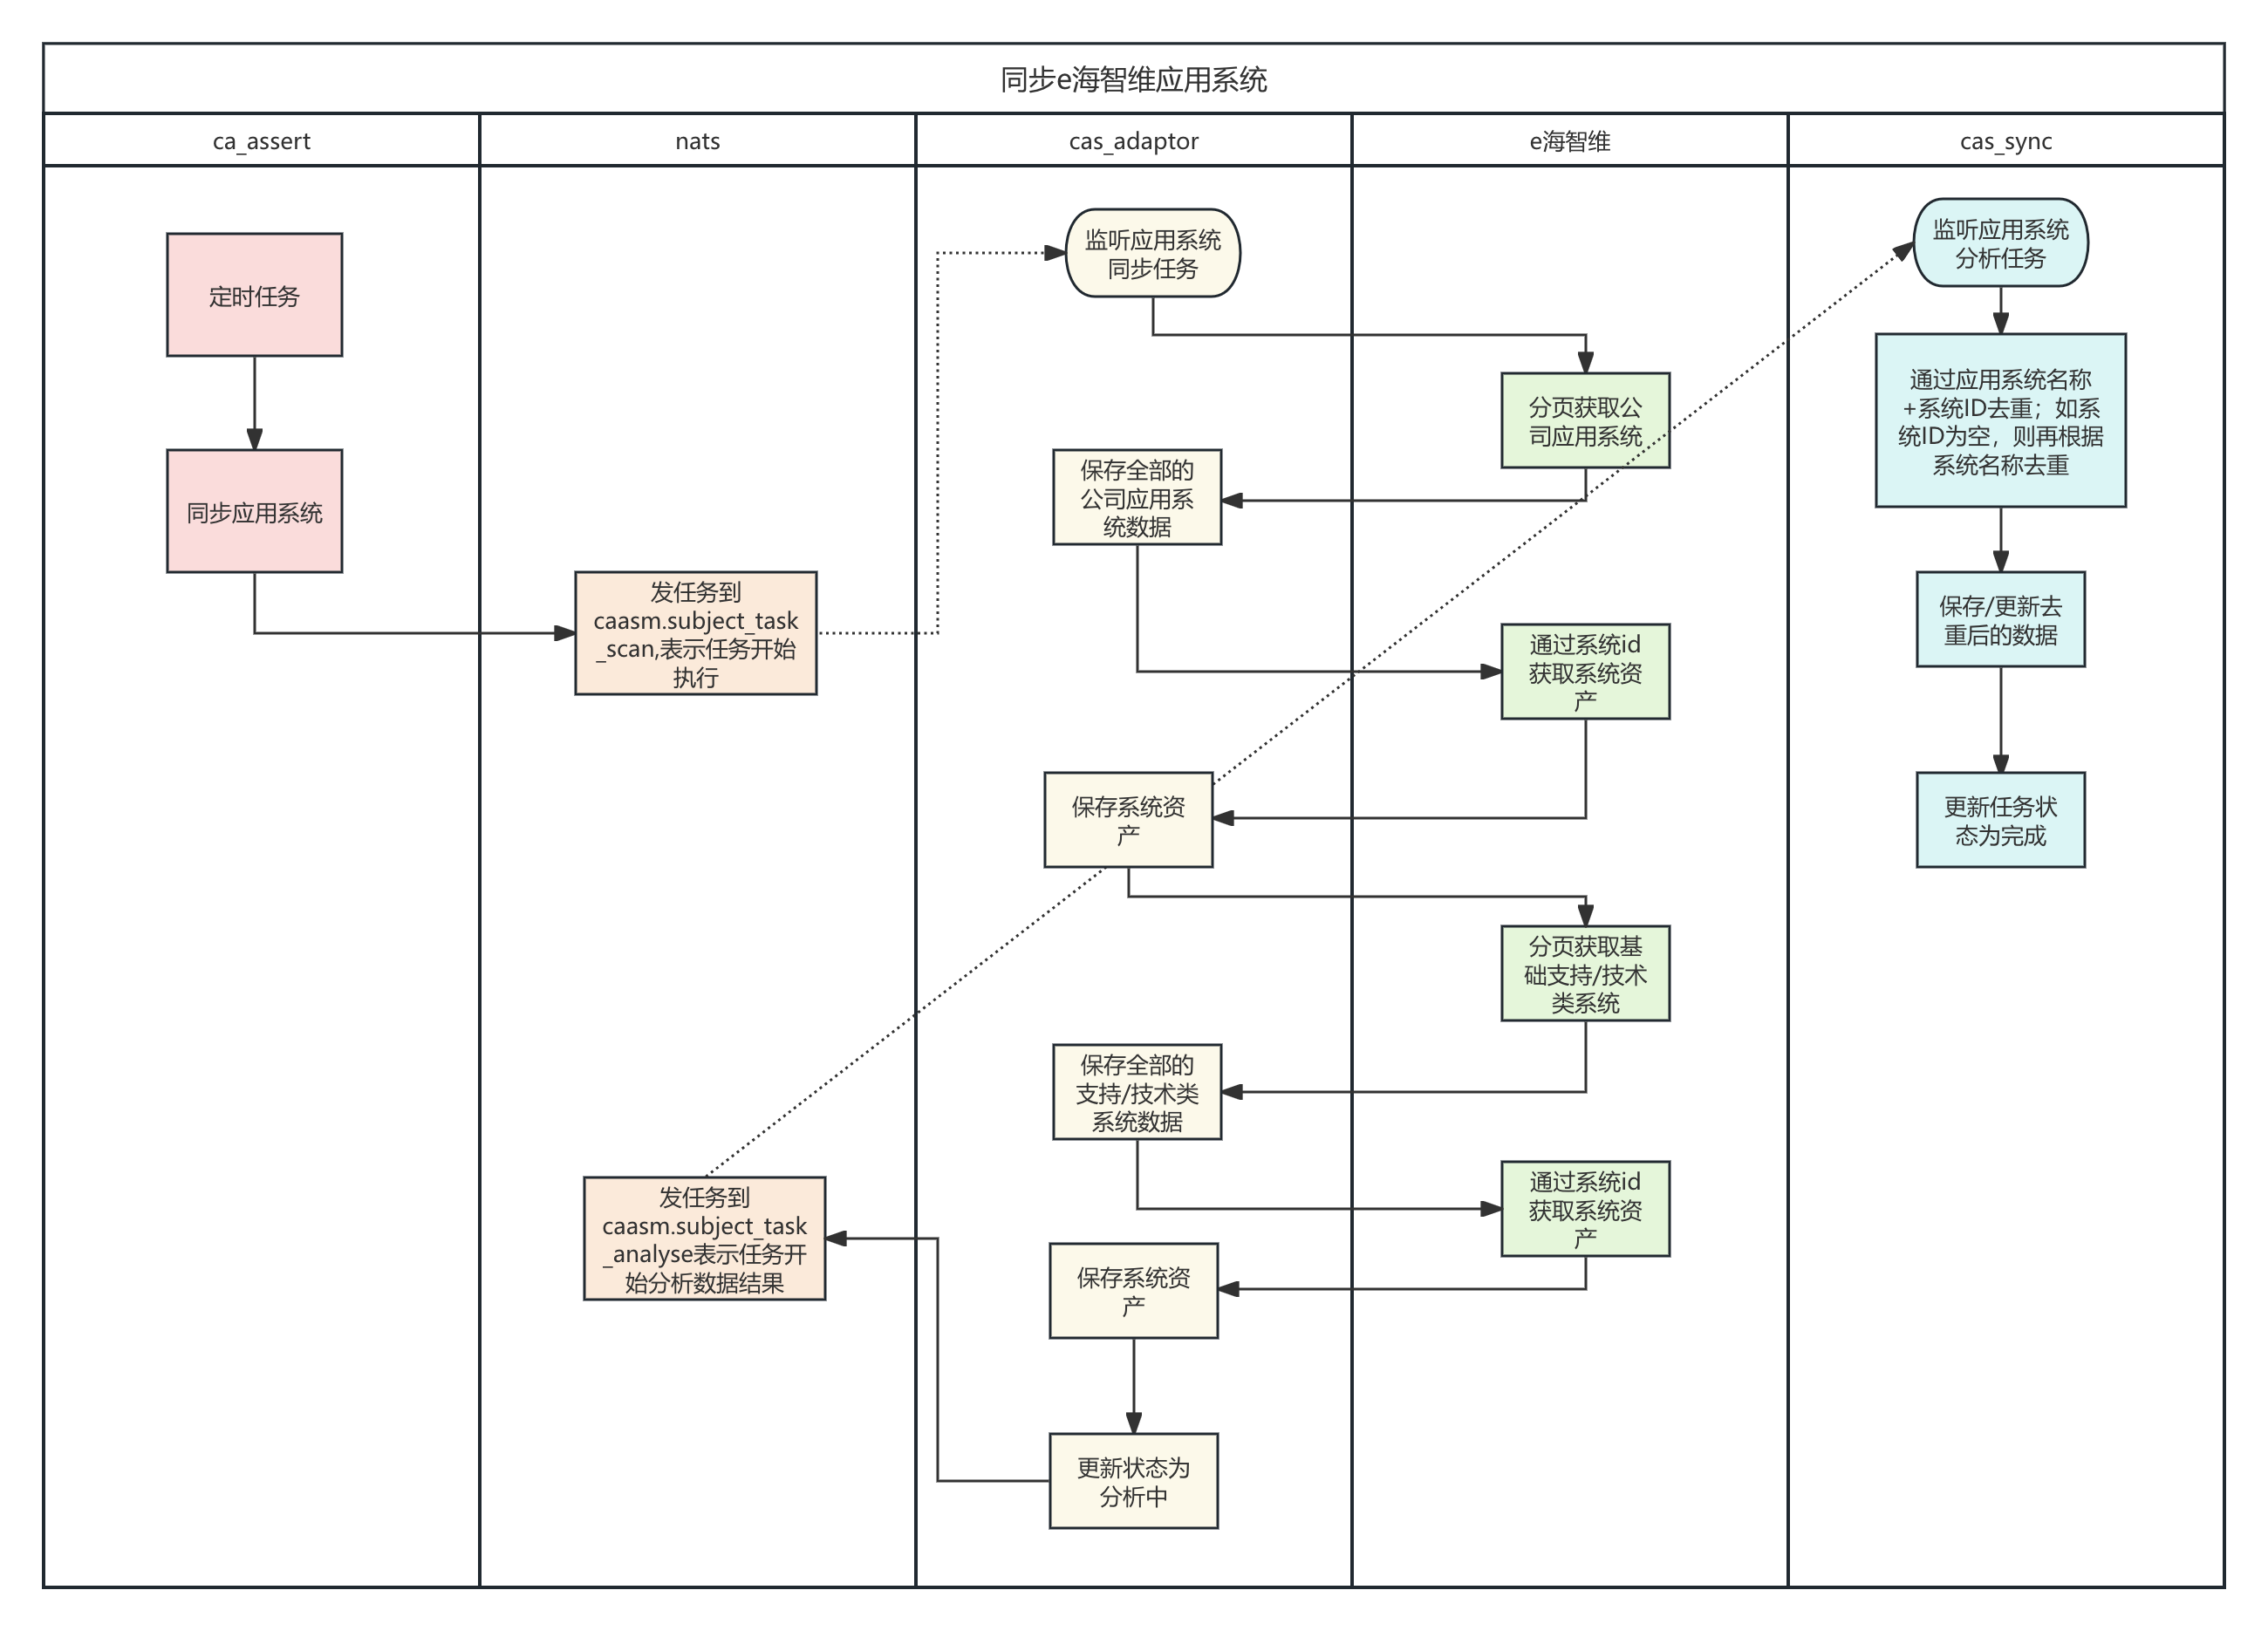 同步e海智维应用系统
ca_assert
nats
cas_adaptor
e海智维
cas_sync
定时任务
同步应用系统
发任务到
caasm.subject_task
_scan,表示任务开始
执行
发任务到
caasm.subject_task
_analyse表示任务开
始分析数据结果
监听应用系统
同步任务
保存全部的
公司应用系
统数据
保存系统资
产
保存全部的
支持/技术类
系统数据
保存系统资
产
更新状态为
分析中
分页获取公
司应用系统
通过系统id
获取系统资
产
分页获取基
础支持/技术
类系统
通过系统id
获取系统资
产
监听应用系统
分析任务
通过应用系统名称
+系统ID去重；如系
统ID为空，则再根据
系统名称去重
保存/更新去
重后的数据
更新任务状
态为完成